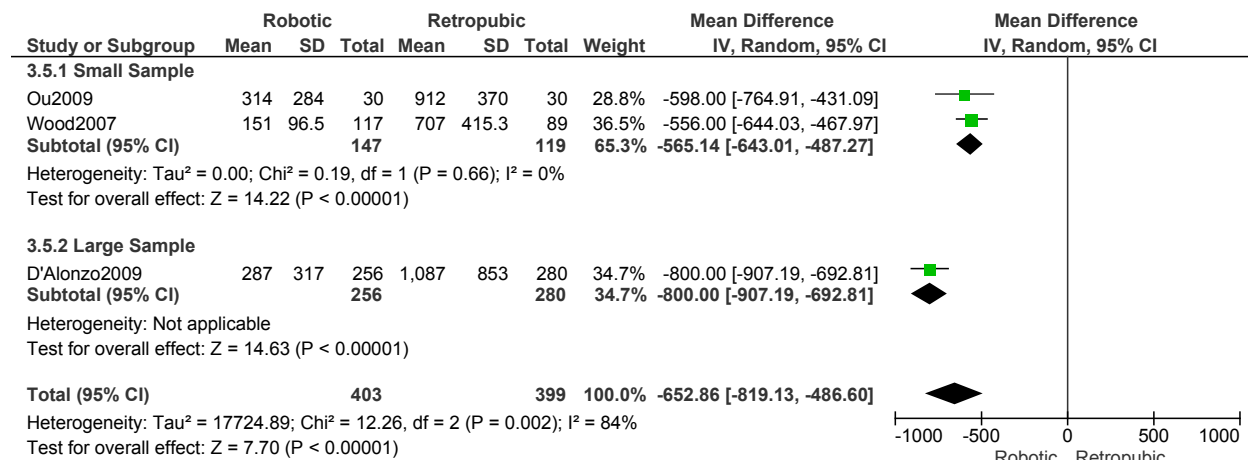 Robotic Retropubic Mean Difference Mean Difference
Study or Subgroup Mean SD Total Mean SD Total Weight IV, Random, 95% CI IV, Random, 95% CI
3.5.1 Small Sample
Ou2009 314 284 30 912 370 30 28.8% -598.00 [-764.91, -431.09]
Wood2007 151 96.5 117 707 415.3 89 36.5% -556.00 [-644.03, -467.97]
Subtotal (95% CI) 147 119 65.3% -565.14 [-643.01, -487.27]
Heterogeneity: Tau² = 0.00; Chi² = 0.19, df = 1 (P = 0.66); I² = 0%
Test for overall effect: Z = 14.22 (P < 0.00001)
3.5.2 Large Sample
D'Alonzo2009 287 317 256 1,087 853 280 34.7% -800.00 [-907.19, -692.81]
Subtotal (95% CI) 256 280 34.7% -800.00 [-907.19, -692.81]
Heterogeneity: Not applicable
Test for overall effect: Z = 14.63 (P < 0.00001)
Total (95% CI) 403 399 100.0% -652.86 [-819.13, -486.60]
Heterogeneity: Tau² = 17724.89; Chi² = 12.26, df = 2 (P = 0.002); I² = 84%
Test for overall effect: Z = 7.70 (P < 0.00001)
-1000 -500 0 500 1000
Robotic Retropubic